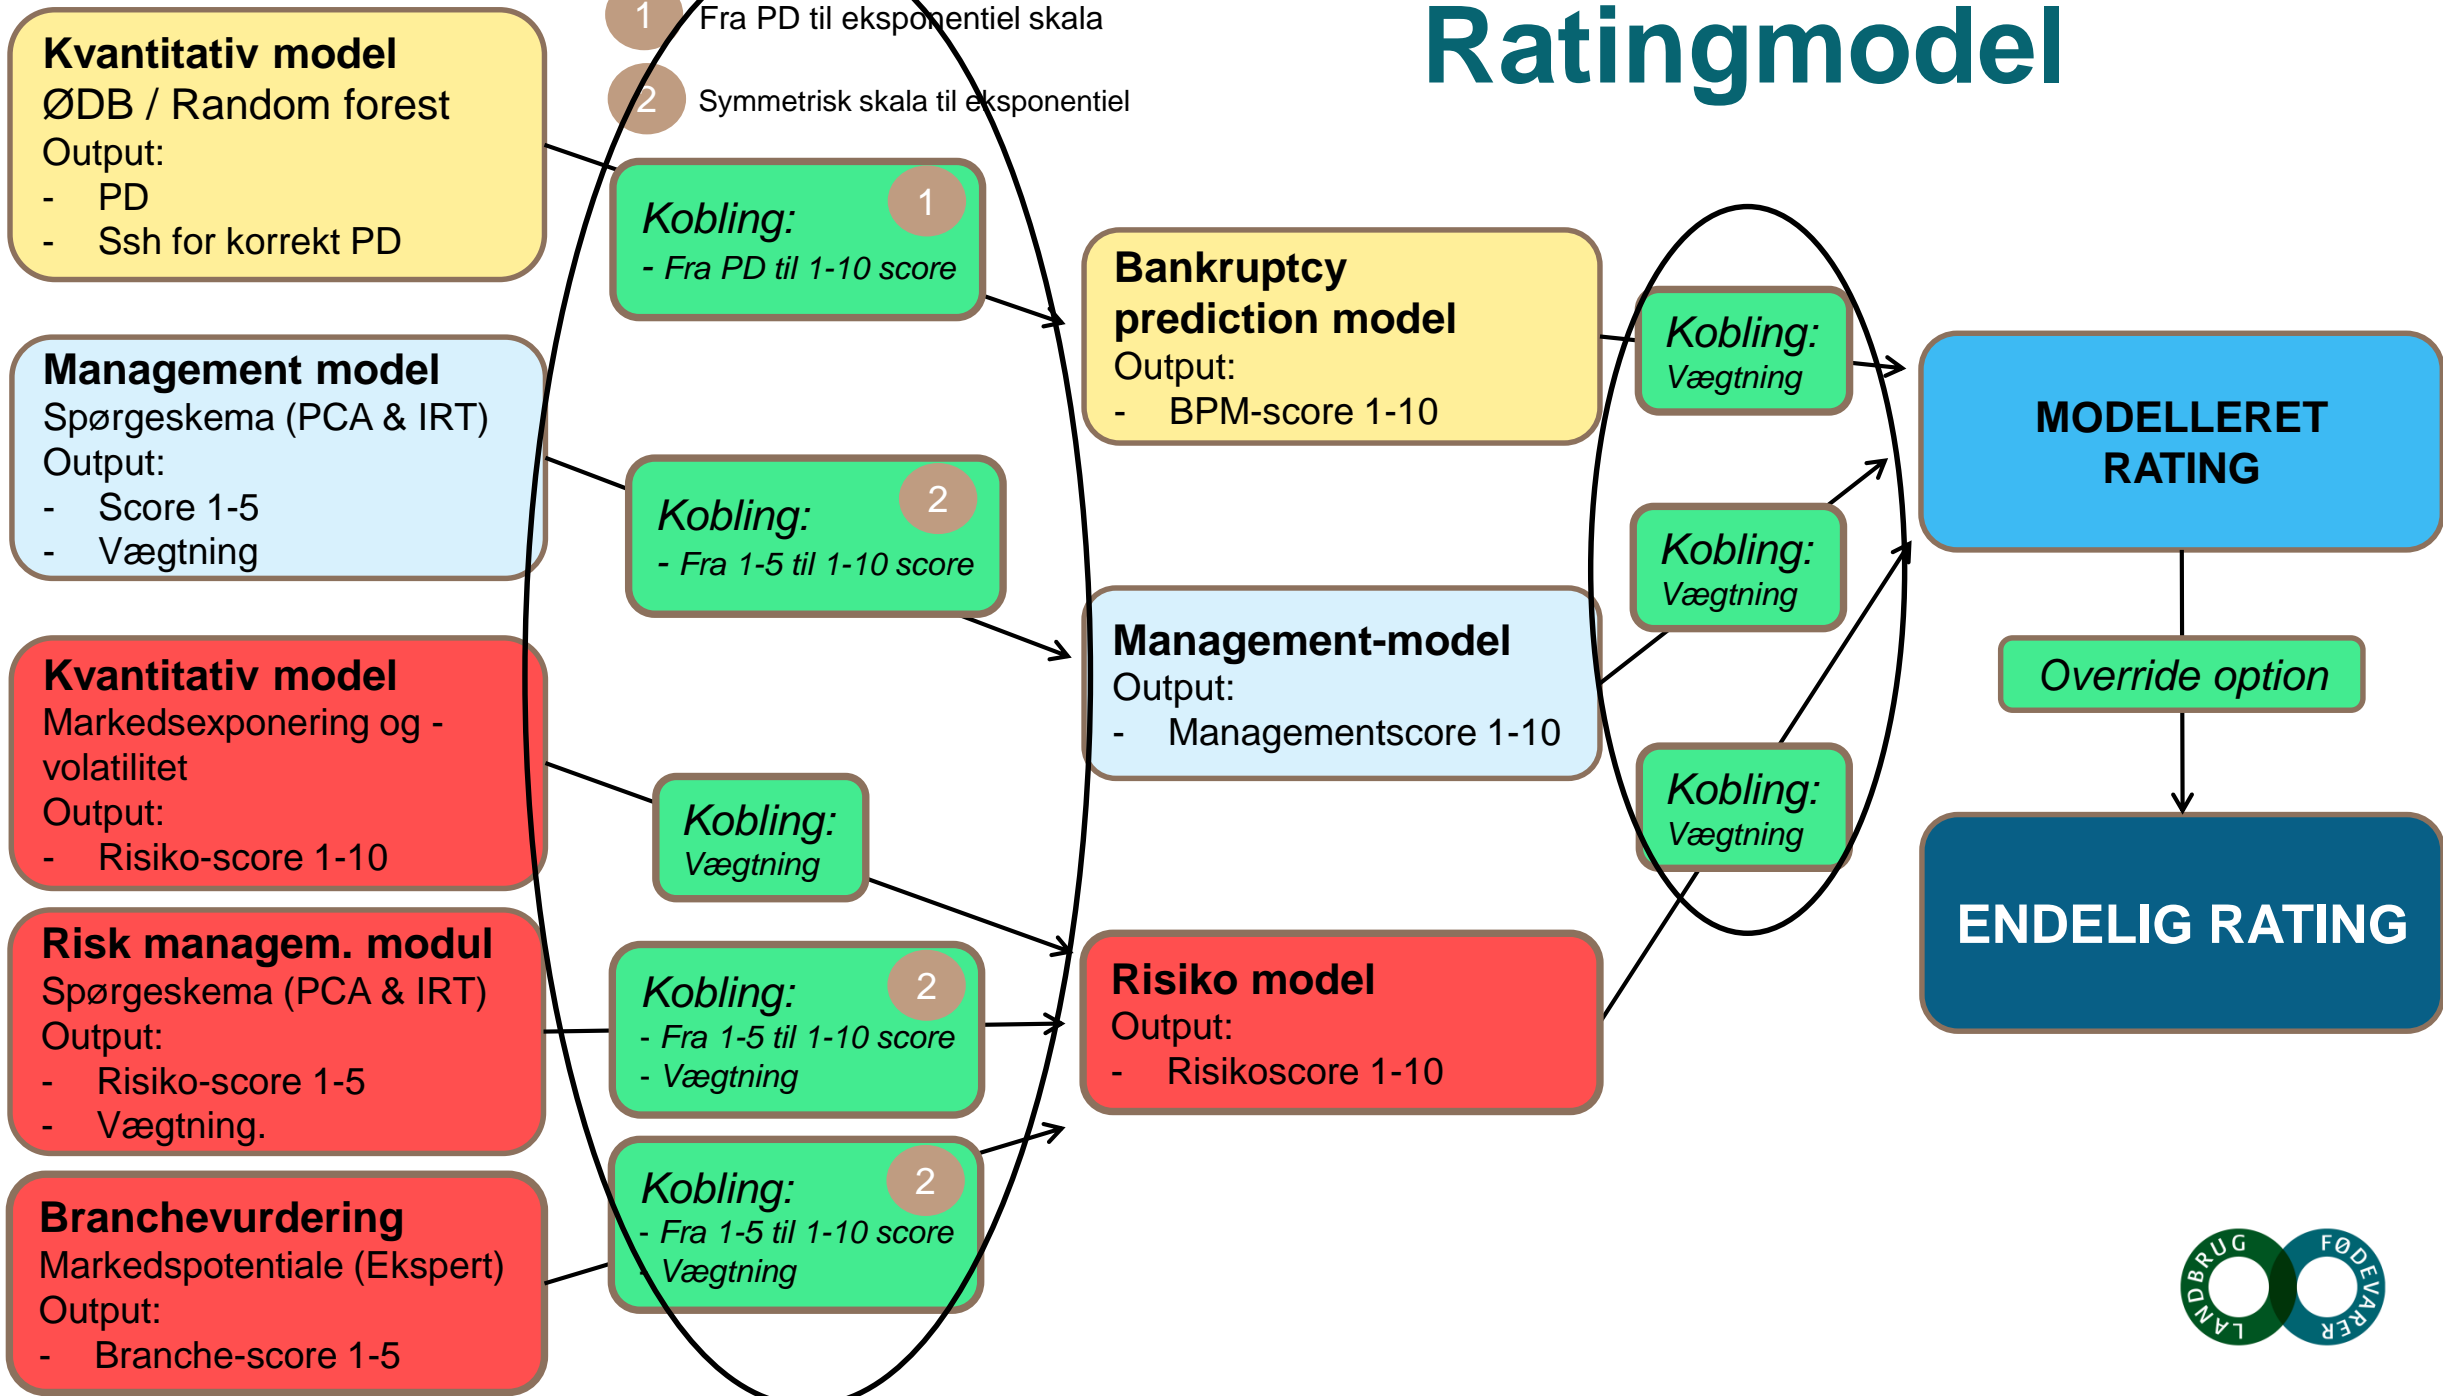 Ratingmodel
1 Fra PD til eksponentiel skala
2 Symmetrisk skala til eksponentiel
Kvantitativ model
ØDB / Random forest
Output:
- PD
- Ssh for korrekt PD
Management model
Spørgeskema (PCA & IRT)
Output:
- Score 1-5
- Vægtning
Kvantitativ model
Markedsexponering og -
volatilitet
Output:
- Risiko-score 1-10
Risk managem. modul
Spørgeskema (PCA & IRT)
Output:
- Risiko-score 1-5
- Vægtning.
Branchevurdering
Markedspotentiale (Ekspert)
Output:
- Branche-score 1-5
Kobling: 1
- Fra PD til 1-10 score
Kobling: 2
- Fra 1-5 til 1-10 score
Kobling:
Vægtning
Kobling: 2
- Fra 1-5 til 1-10 score
- Vægtning
Kobling: 2
- Fra 1-5 til 1-10 score
- Vægtning
Bankruptcy
prediction model
Output:
- BPM-score 1-10
Management-model
Output:
- Managementscore 1-10
Risiko model
Output:
- Risikoscore 1-10
Kobling:
Vægtning
Kobling:
Vægtning
Kobling:
Vægtning
MODELLERET
RATING
Override option
ENDELIG RATING
LANDBRUG
FØDEVARER